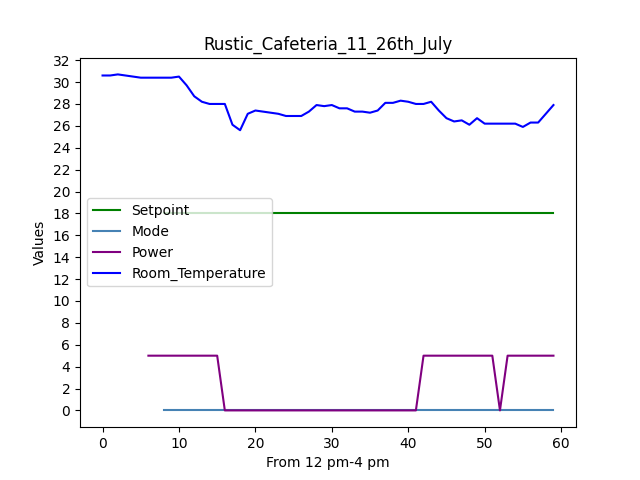 Rustic_Cafeteria_11_26th_July
32
30
28
26
24
22
20
18
16
14
12
10
8
6
4
2
0
Values
Setpoint
Mode
Power
Room_Temperature
0 10 20 30 40 50 60
From 12 pm-4 pm